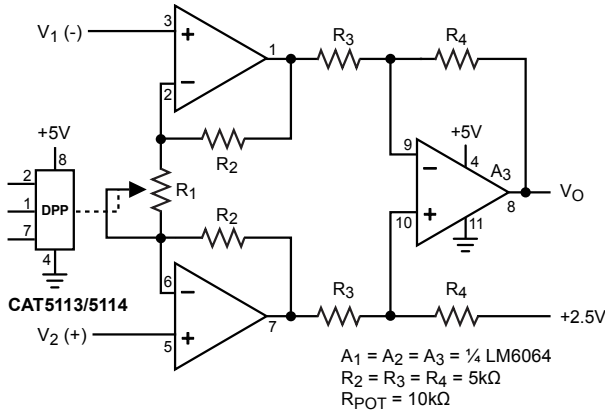 V1 (-)
3
+
1
R3
R4
−
2
R2
+5V
8
2
1
7
DPP
4
R1
R2
CAT5113/5114
9
−
+5V
4
A3
8
VO
10
+
11
6
−
7
V2 (+)
5
+
R3
R4
+2.5V
A1 = A2 = A3 = ¼ LM6064
R2 = R3 = R4 = 5kΩ
RPOT = 10kΩ